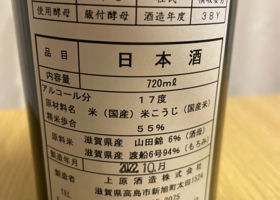 使用酵母 蔵付酵母 酒造年度 3BY
品目 日本酒
内容量 720mℓ
アルコール分 17度
原材料名 米(国産)米こうじ(国産米)
精米歩合 55%
原料米 滋賀県産 山田錦 6%(酒母)
滋賀県産 渡船6号94%(もろみ)
製造年月 2022.10月
製造者 上原酒造株式会社
滋賀県高島市新旭町太田1524